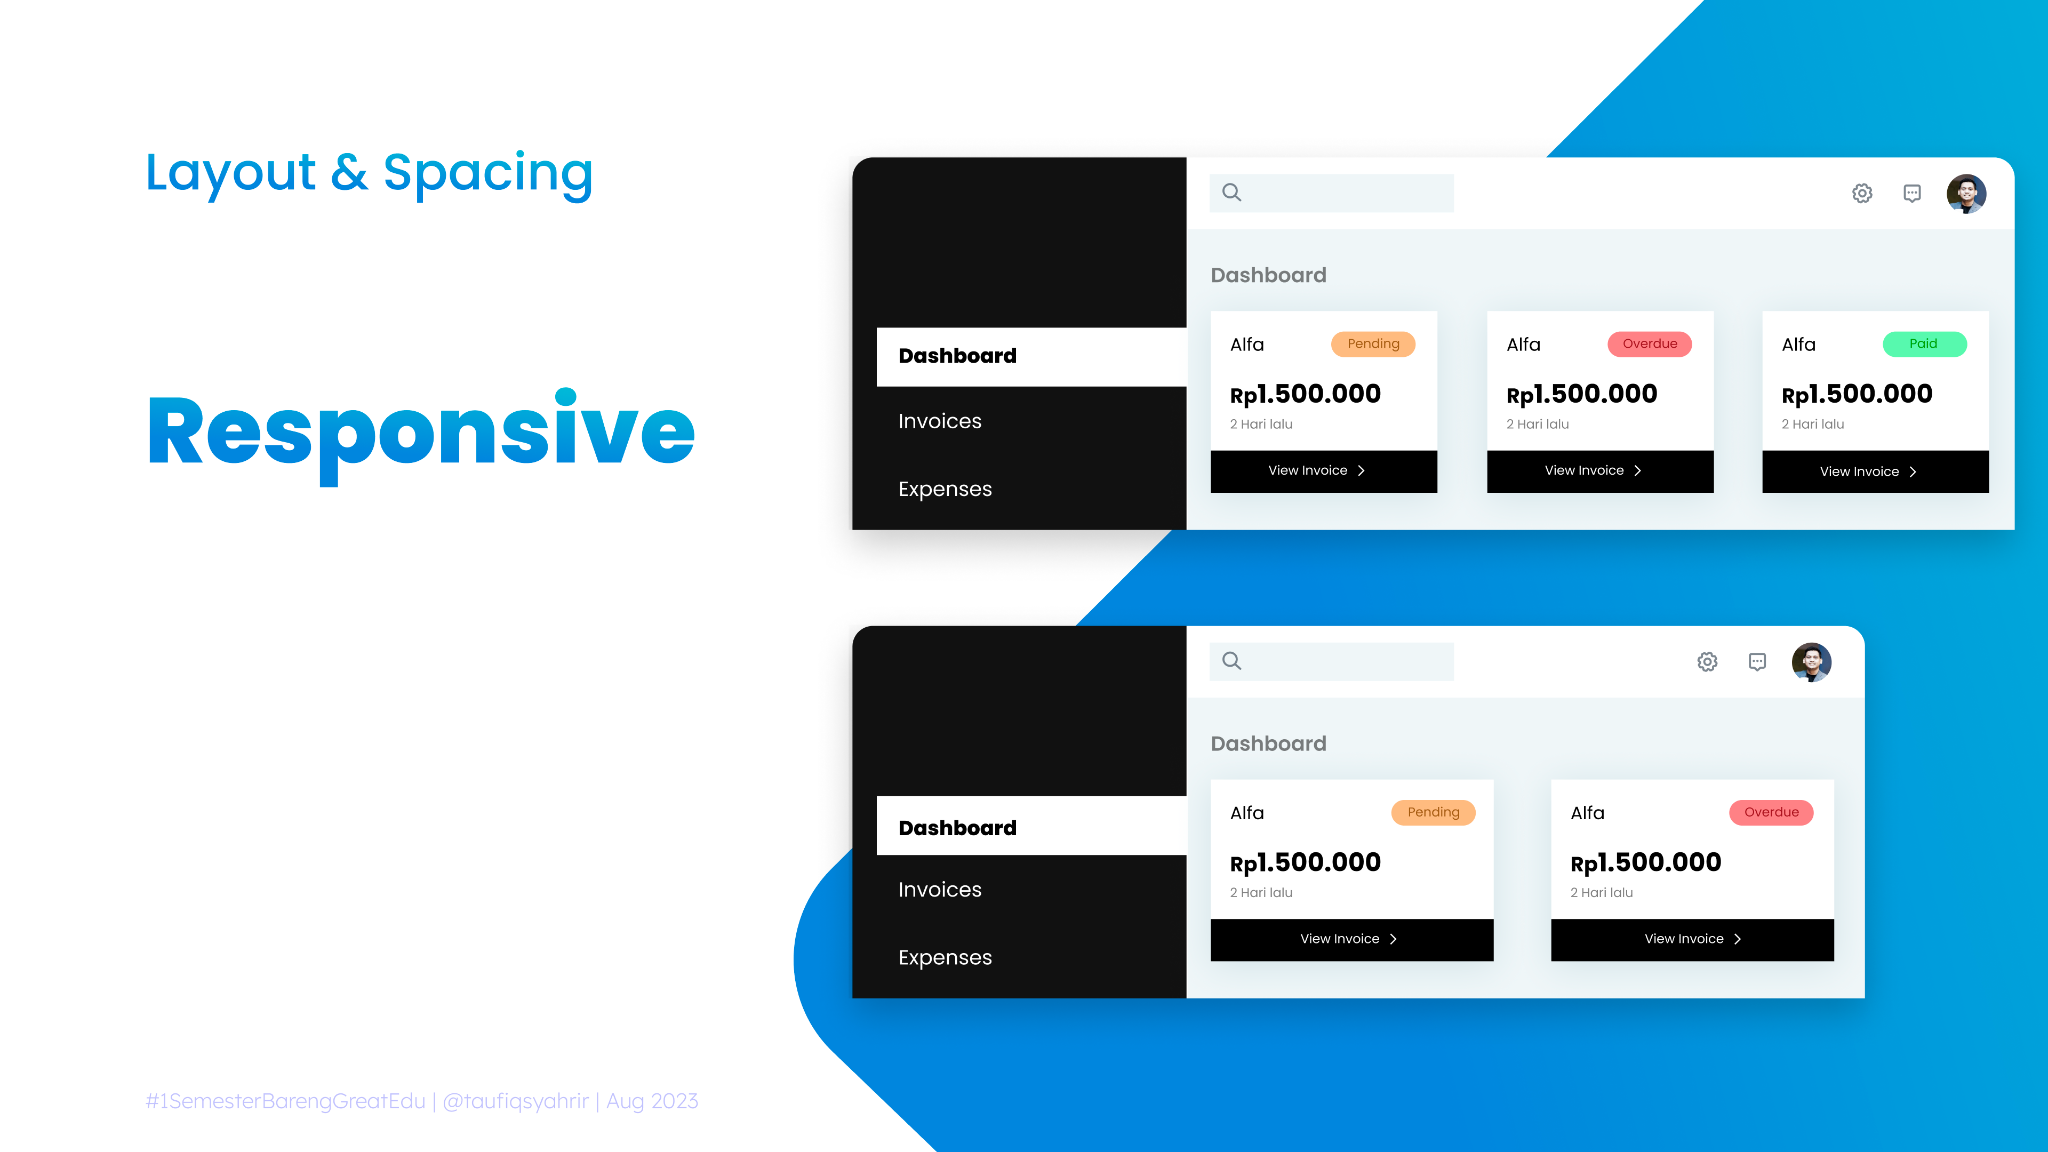 Layout & Spacing
Responsive
Dashboard
Invoices
Expenses
Dashboard
Alfa
Pending
Rp1.500.000
2 Hari lalu
View Invoice
Alfa
Overdue
Rp1.500.000
2 Hari lalu
View Invoice
Alfa
Paid
Rp1.500.000
2 Hari lalu
View Invoice
Dashboard
Invoices
Expenses
Dashboard
Alfa
Pending
Rp1.500.000
2 Hari lalu
View Invoice
Alfa
Overdue
Rp1.500.000
2 Hari lalu
View Invoice
#1SemesterBarengGreatEdu | @taufiqsyahrir | Aug 2023